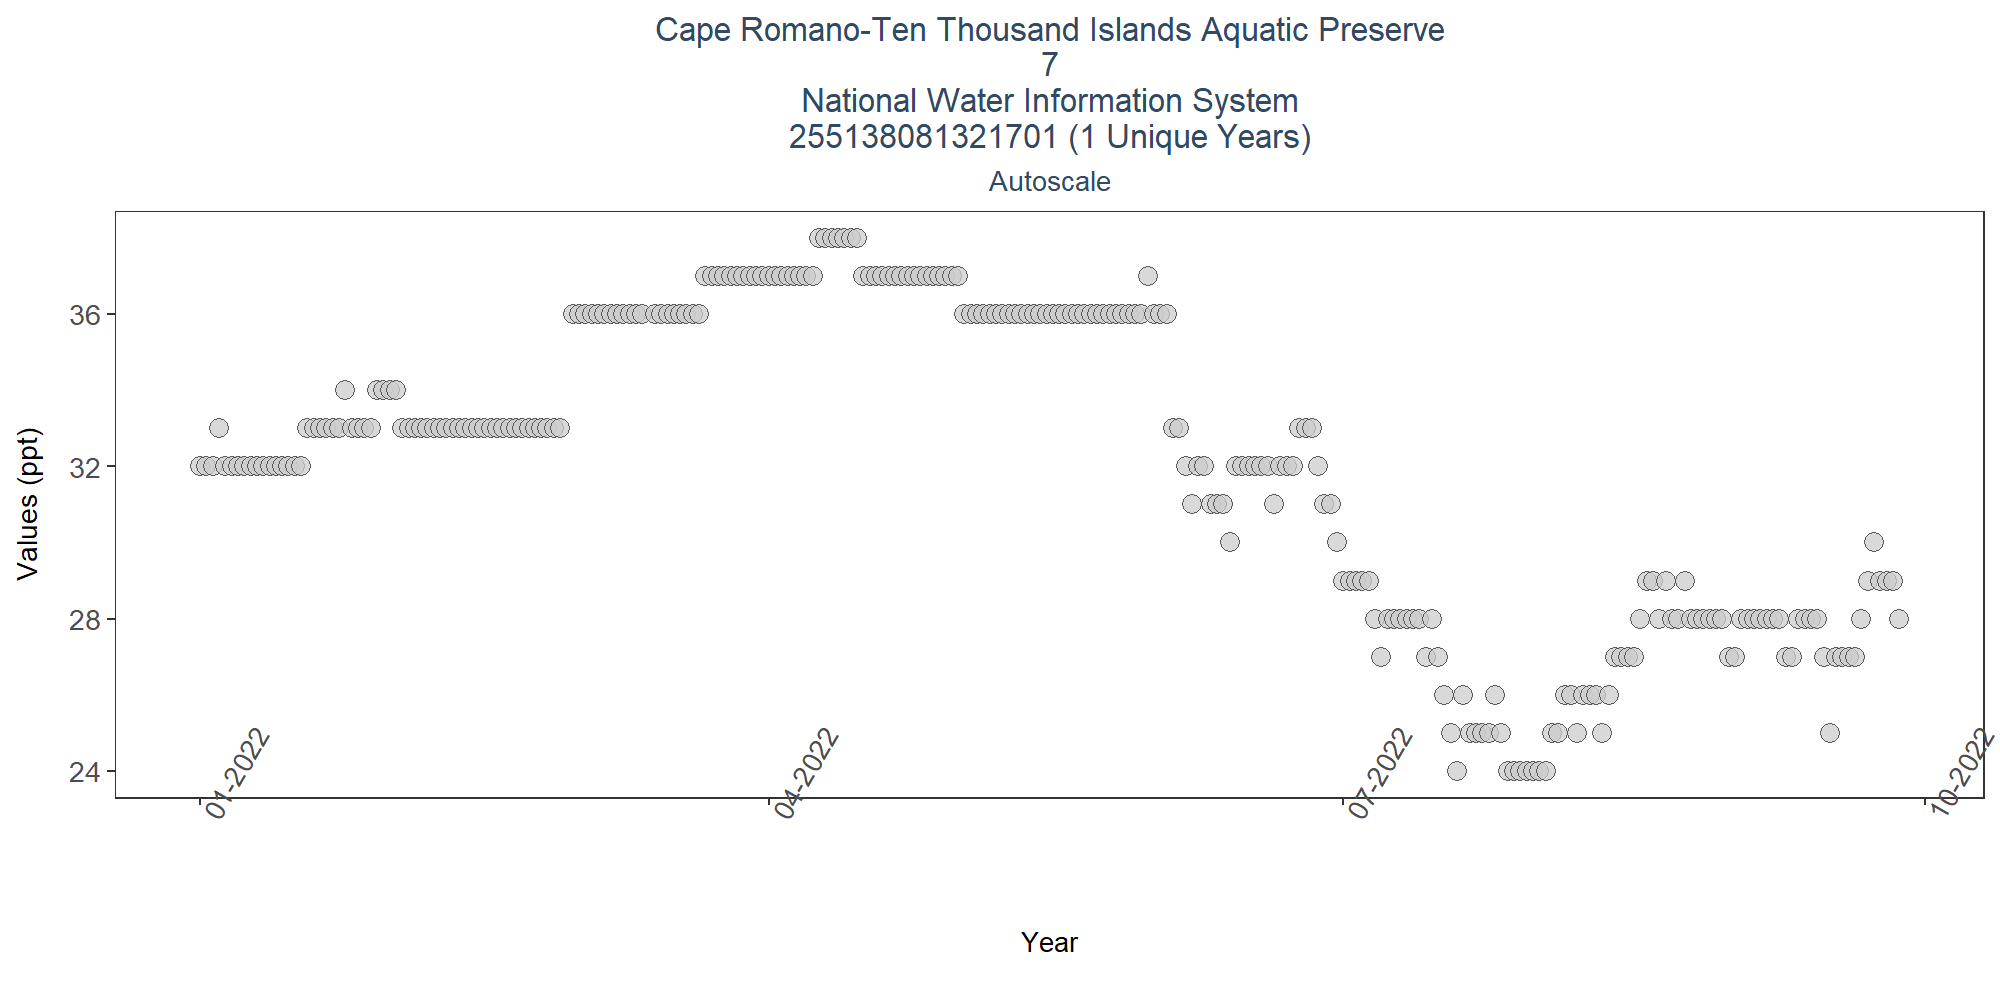 Cape Romano-Ten Thousand Islands Aquatic Preserve
7
National Water Information System
255138081321701 (1 Unique Years)
Autoscale
Values (ppt)
36
32
28
24
01-2022
04-2022
07-2022
10-2022
Year